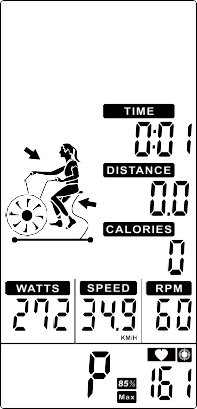 TIME
0:01
DISTANCE
0.0
CALORIES
0
WATTS SPEED RPM
272 34.9 60
KM/H
P 85% Max 161